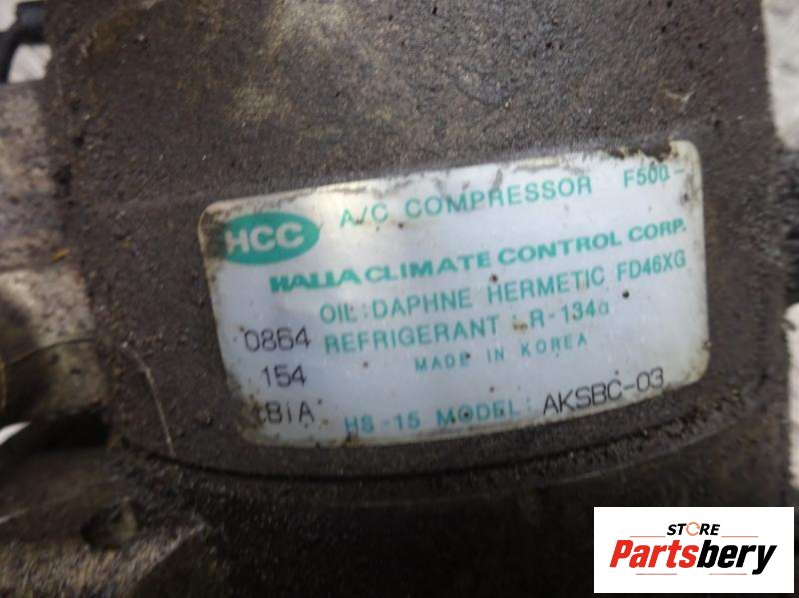 HCC
A/C COMPRESSOR F500-
HALLA CLIMATE CONTROL CORP.
OIL:DAPHNE HERMETIC FD46XG
0864 REFRIGERANT : R-134a
154 MADE IN KOREA
HS-15 MODEL: AKSBC-03
STORE
Partsbery